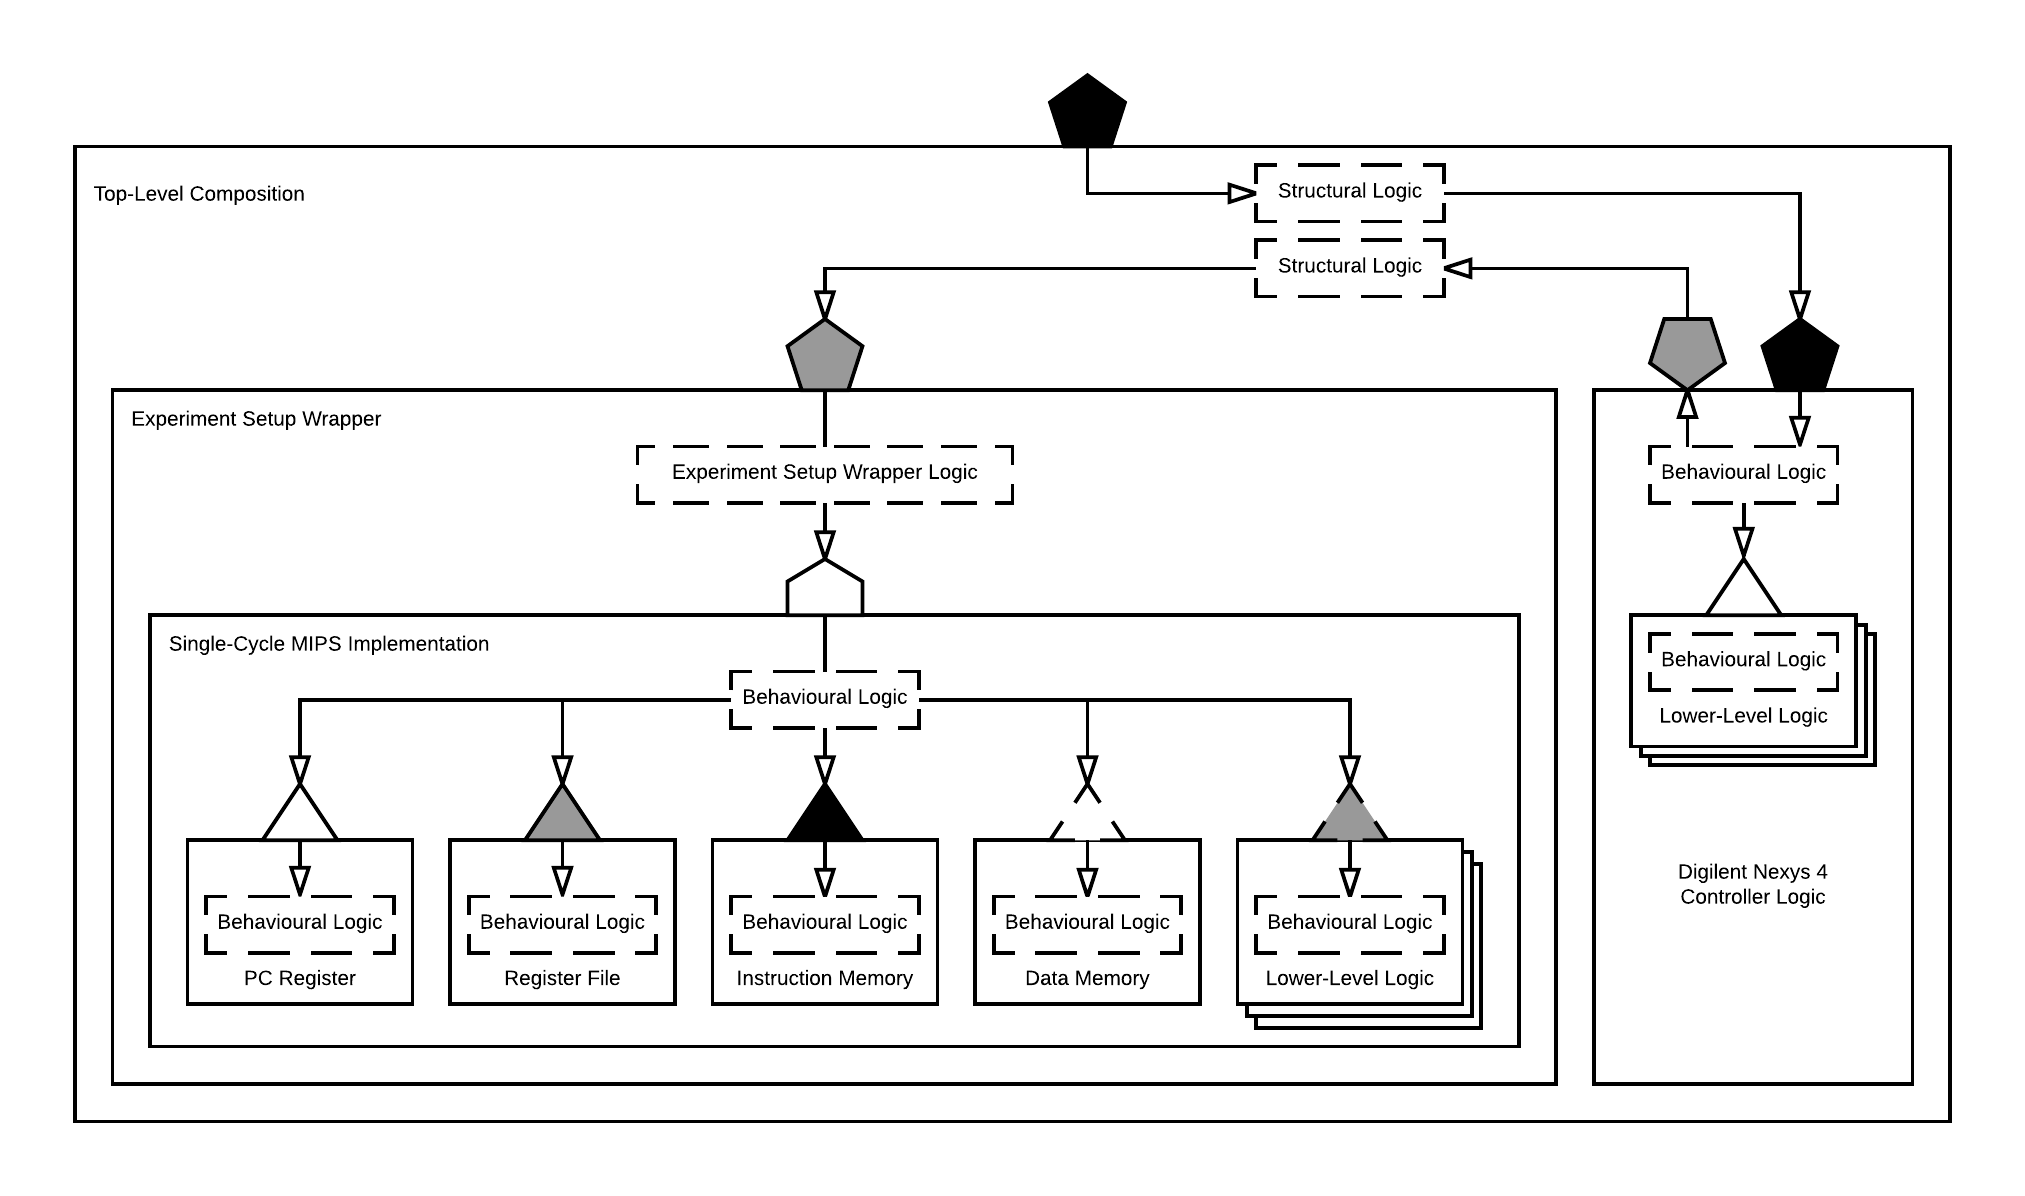 Top-Level Composition
Structural Logic
Structural Logic
Experiment Setup Wrapper
Experiment Setup Wrapper Logic
Behavioural Logic
Single-Cycle MIPS Implementation
Behavioural Logic
Behavioural Logic
Lower-Level Logic
Behavioural Logic
PC Register
Behavioural Logic
Register File
Behavioural Logic
Instruction Memory
Behavioural Logic
Data Memory
Behavioural Logic
Lower-Level Logic
Digilent Nexys 4
Controller Logic